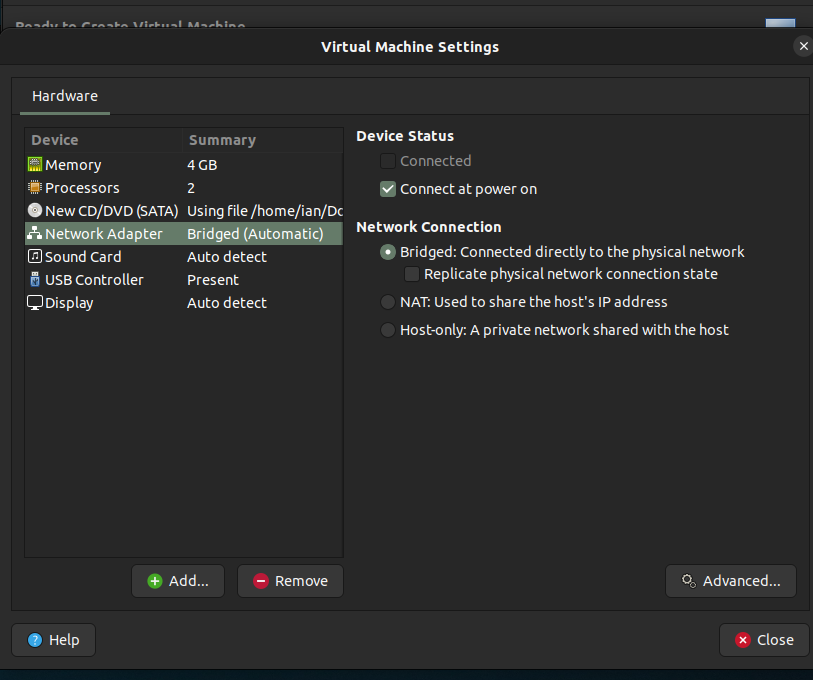 Ready to Create Virtual Machine
Virtual Machine Settings
Hardware
Device Summary
Memory 4 GB
Processors 2
New CD/DVD (SATA) Using file /home/ian/Dc
Network Adapter Bridged (Automatic)
Sound Card Auto detect
USB Controller Present
Display Auto detect
Add...
Remove
Device Status
Connected
Connect at power on
Network Connection
Bridged: Connected directly to the physical network
Replicate physical network connection state
NAT: Used to share the host's IP address
Host-only: A private network shared with the host
Advanced...
Help
Close